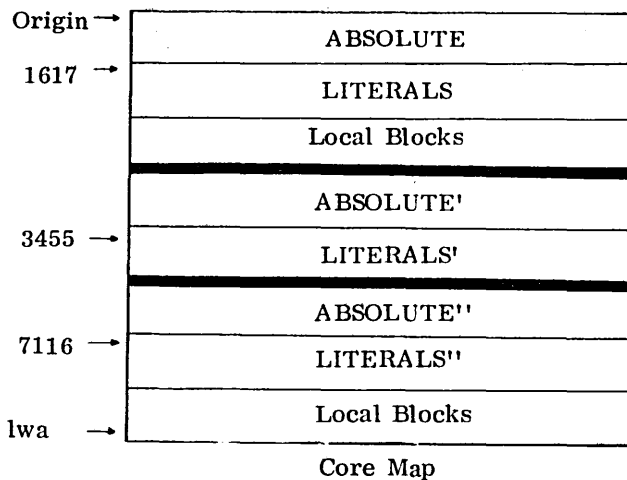 Origin →
ABSOLUTE
1617 →
LITERALS
Local Blocks
ABSOLUTE'
3455 →
LITERALS'
ABSOLUTE''
7116 →
LITERALS''
Local Blocks
lwa →
Core Map